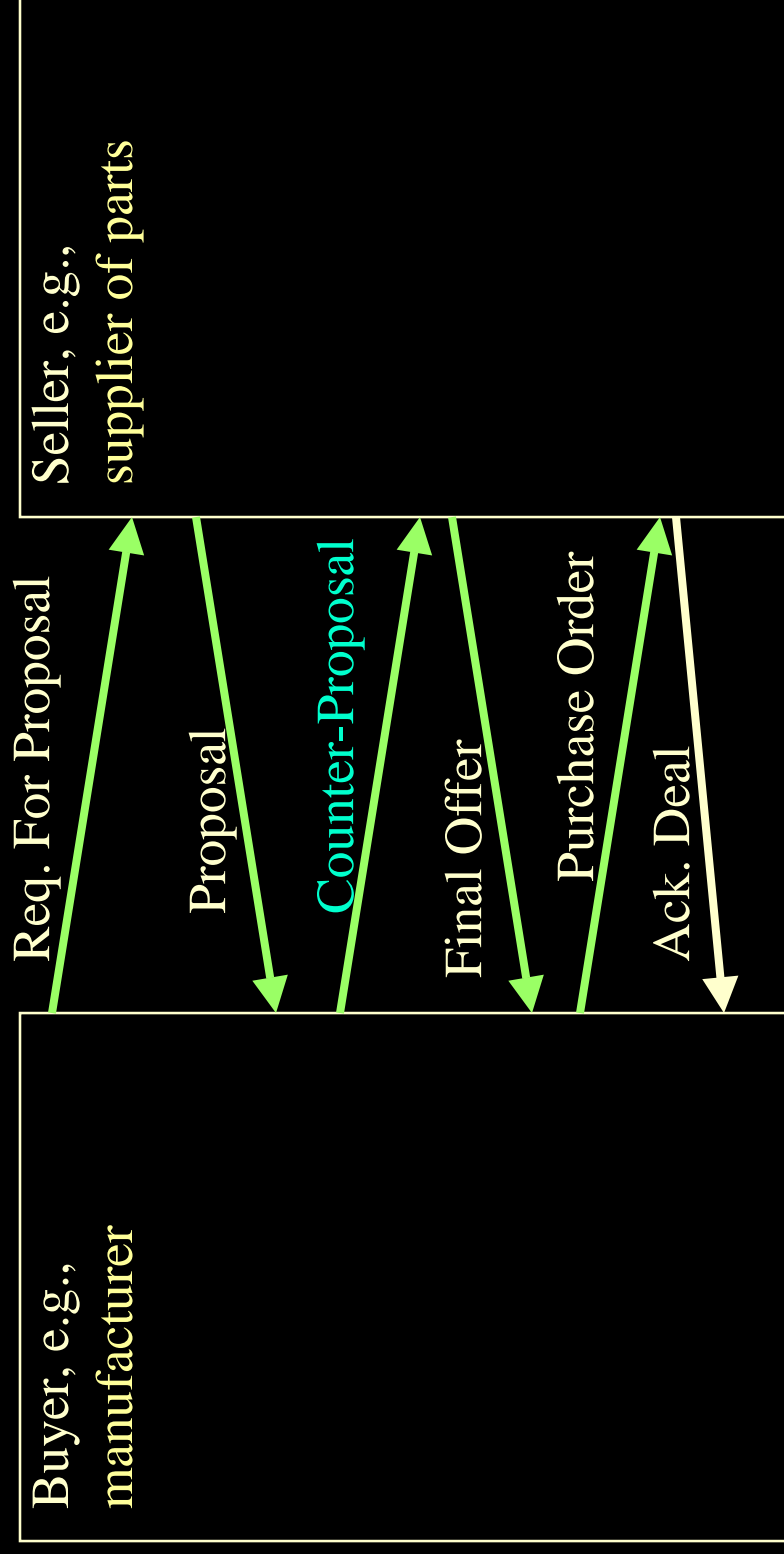 Buyer, e.g.,
manufacturer
Req. For Proposal
Proposal
Counter-Proposal
Final Offer
Purchase Order
Ack. Deal
Seller, e.g.,
supplier of parts